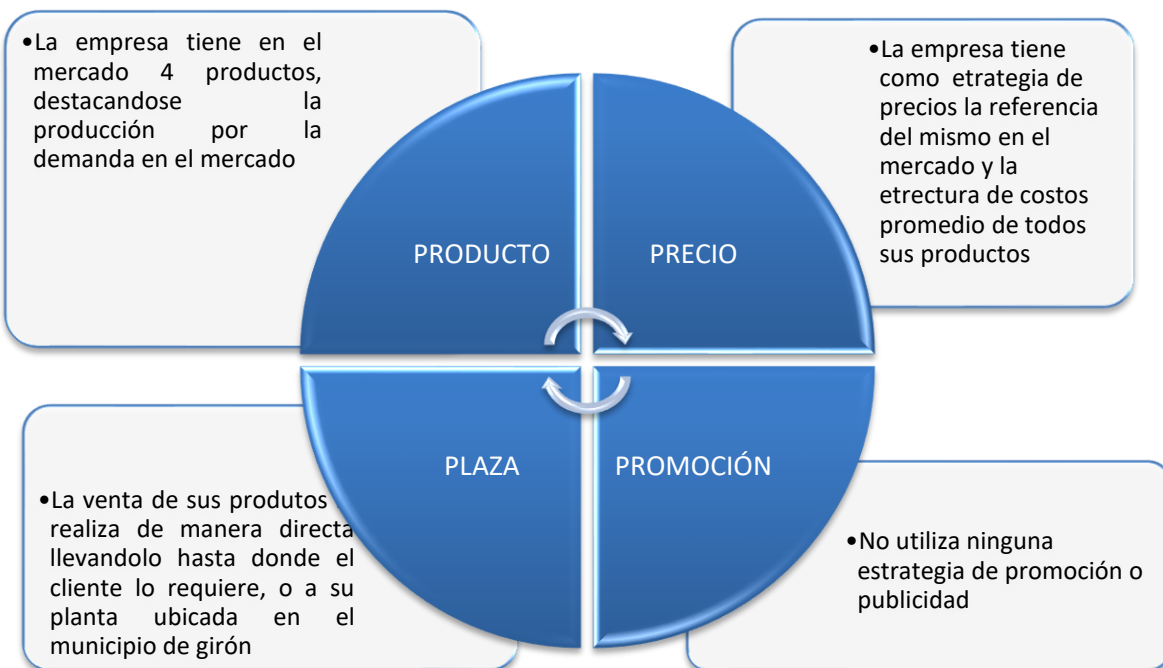 •La empresa tiene en el
mercado 4 productos,
destacandose la
producción por la
demanda en el mercado
•La empresa tiene
como etrategia de
precios la referencia
del mismo en el
mercado y la
etrectura de costos
promedio de todos
sus productos
PRODUCTO
PRECIO
PLAZA
PROMOCIÓN
•La venta de sus produtos
realiza de manera directa
llevandolo hasta donde el
cliente lo requiere, o a su
planta ubicada en el
municipio de girón
•No utiliza ninguna
estrategia de promoción o
publicidad